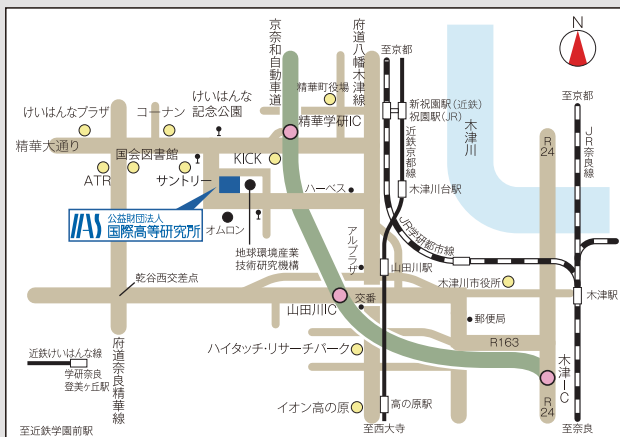 N
京奈和自動車道
府道八幡木津線
至京都
けいはんな
記念公園
精華町役場
新祝園駅(近鉄)
祝園駅(JR)
至京都
けいはんなプラザ
コーナン
精華学研IC
近鉄京都線
木津川
R
24
JR奈良線
精華大通り
国会図書館
KICK
ATR
サントリー
ハーベス
木津川台駅
IIAS
公益財団法人
国際高等研究所
オムロン
JR学研都市線
地球環境産業
技術研究機構
アルプラザ
山田川駅
木津川市役所
乾谷西交差点
木津駅
山田川IC
交番
郵便局
府道奈良精華線
R163
近鉄けいはんな線
ハイタッチ・リサーチパーク
学研奈良
登美ヶ丘駅
木津IC
イオン高の原
高の原駅
R
24
至近鉄学園前駅
至西大寺
至奈良